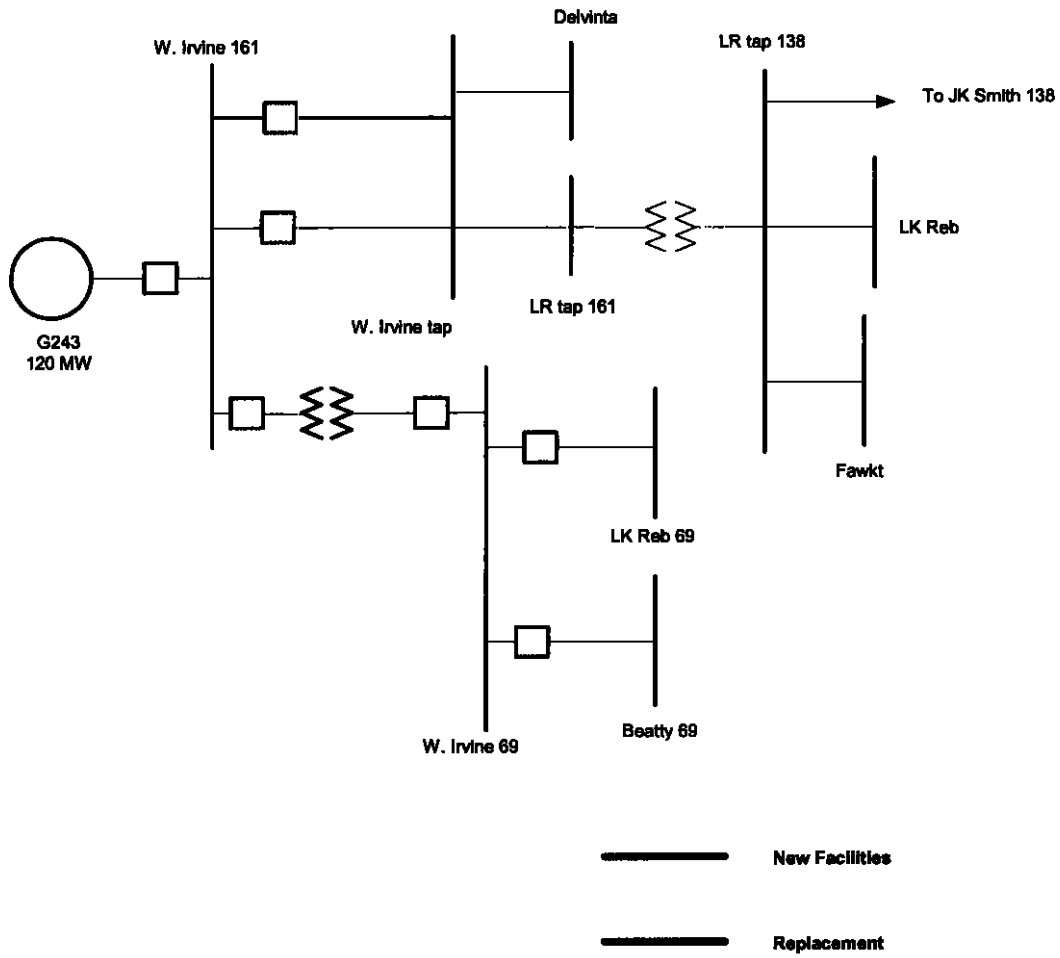 Delvinta
W. Irvine 161
LR tap 138
To JK Smith 138
LK Reb
G243
120 MW
W. Irvine tap
LR tap 161
Fawkt
LK Reb 69
Beatty 69
W. Irvine 69
New Facilities
Replacement